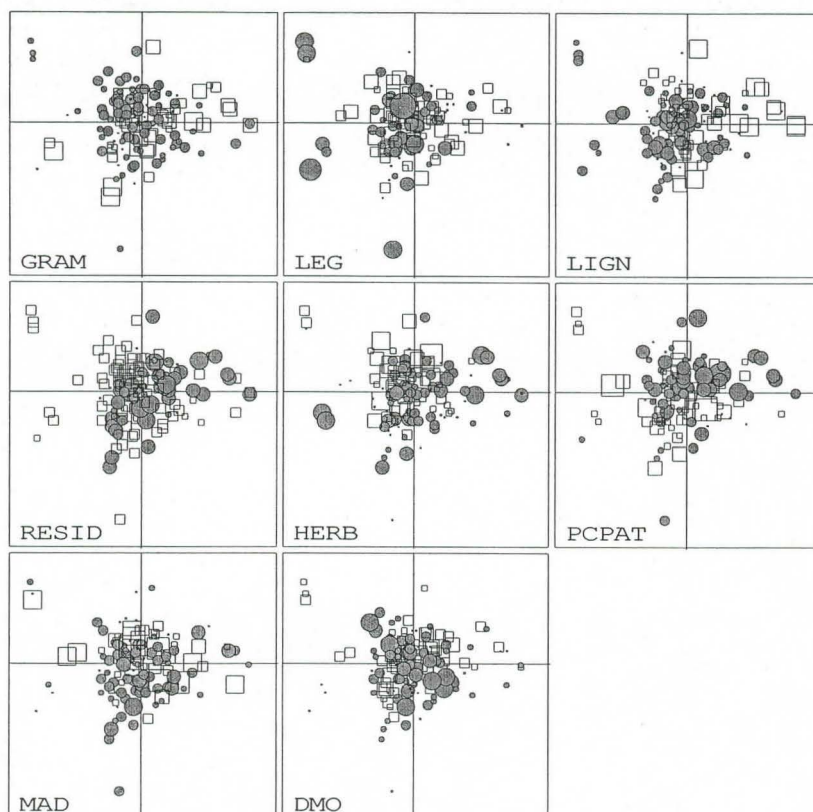 GRAM
LEG
LIGN
RESID
HERB
PCPAT
MAD
DMO